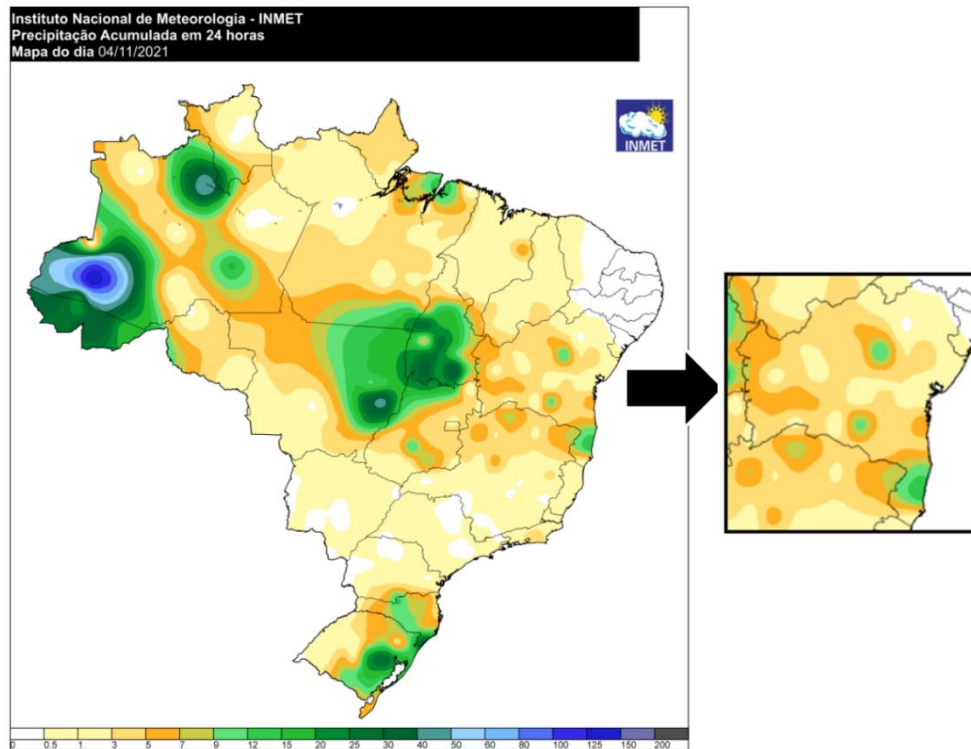 Instituto Nacional de Meteorologia - INMET
Precipitação Acumulada em 24 horas
Mapa do dia 04/11/2021
INMET
0 0.5 1 3 5 7 9 12 15 20 25 30 40 50 60 80 100 125 150 200